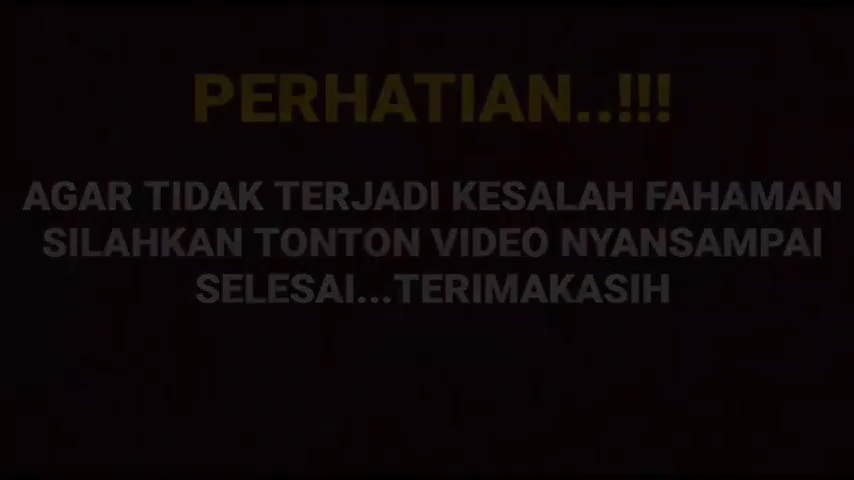 PERHATIAN..!!!
AGAR TIDAK TERJADI KESALAH FAHAMAN
SILAHKAN TONTON VIDEO NYANSAMPAI
SELESAI...TERIMAKASIH